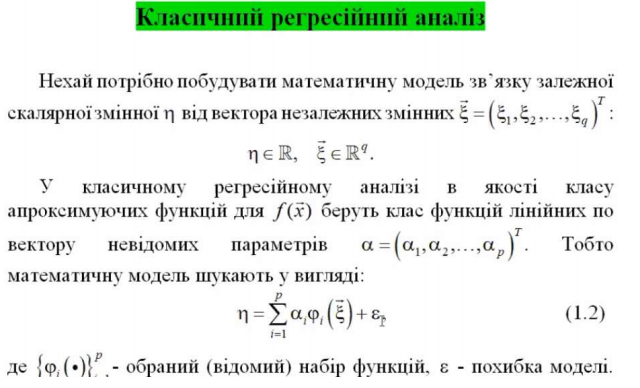 Класичний регресійний аналіз
Нехай потрібно побудувати математичну модель зв’язку залежної
скалярної змінної η від вектора незалежних змінних ξ⃗ = (ξ₁, ξ₂, …, ξ_q)^T :
η ∈ ℝ, ξ⃗ ∈ ℝ^q.
У класичному регресійному аналізі в якості класу
апроксимуючих функцій для f(x⃗) беруть клас функцій лінійних по
вектору невідомих параметрів α = (α₁, α₂, …, α_p)^T. Тобто
математичну модель шукають у вигляді:
η = ∑_{i=1}^{p} α_i φ_i(ξ⃗) + ε, (1.2)
де {φ_i(•)}^p - обраний (відомий) набір функцій, ε - похибка моделі.